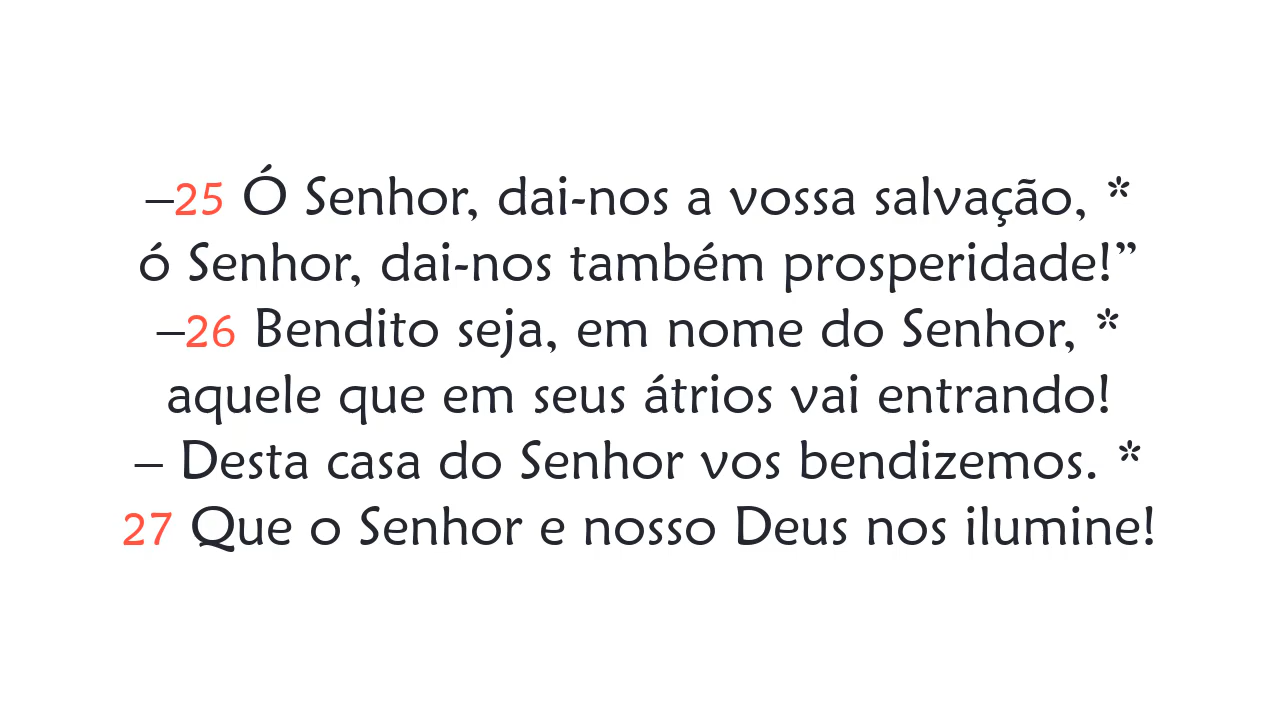 –25 Ó Senhor, dai-nos a vossa salvação, *
ó Senhor, dai-nos também prosperidade!”
–26 Bendito seja, em nome do Senhor, *
aquele que em seus átrios vai entrando!
– Desta casa do Senhor vos bendizemos. *
27 Que o Senhor e nosso Deus nos ilumine!